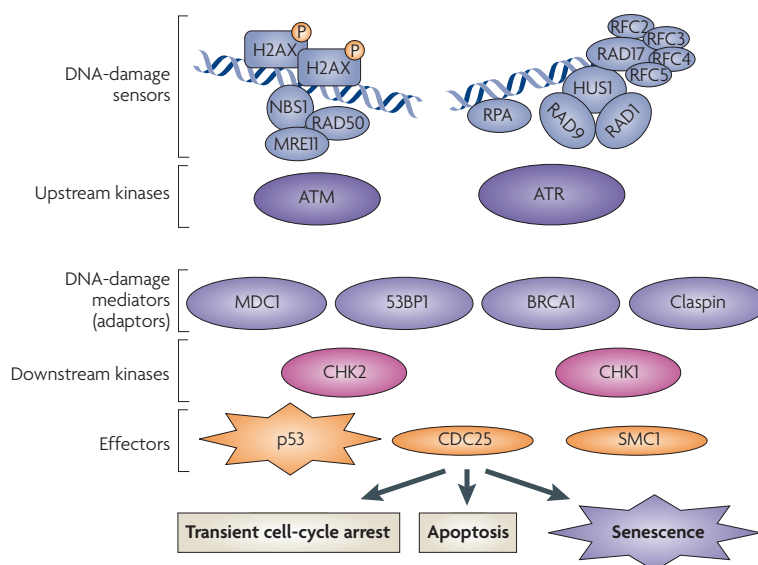 DNA-damage
sensors
H2AX
P
H2AX
P
NBS1
RAD50
MRE11
RPA
RFC2
RFC3
RAD17
RFC4
RFC5
HUS1
RAD9
RAD1
Upstream kinases
ATM
ATR
DNA-damage
mediators
(adaptors)
MDC1
53BP1
BRCA1
Claspin
Downstream kinases
CHK2
CHK1
Effectors
p53
CDC25
SMC1
Transient cell-cycle arrest
Apoptosis
Senescence